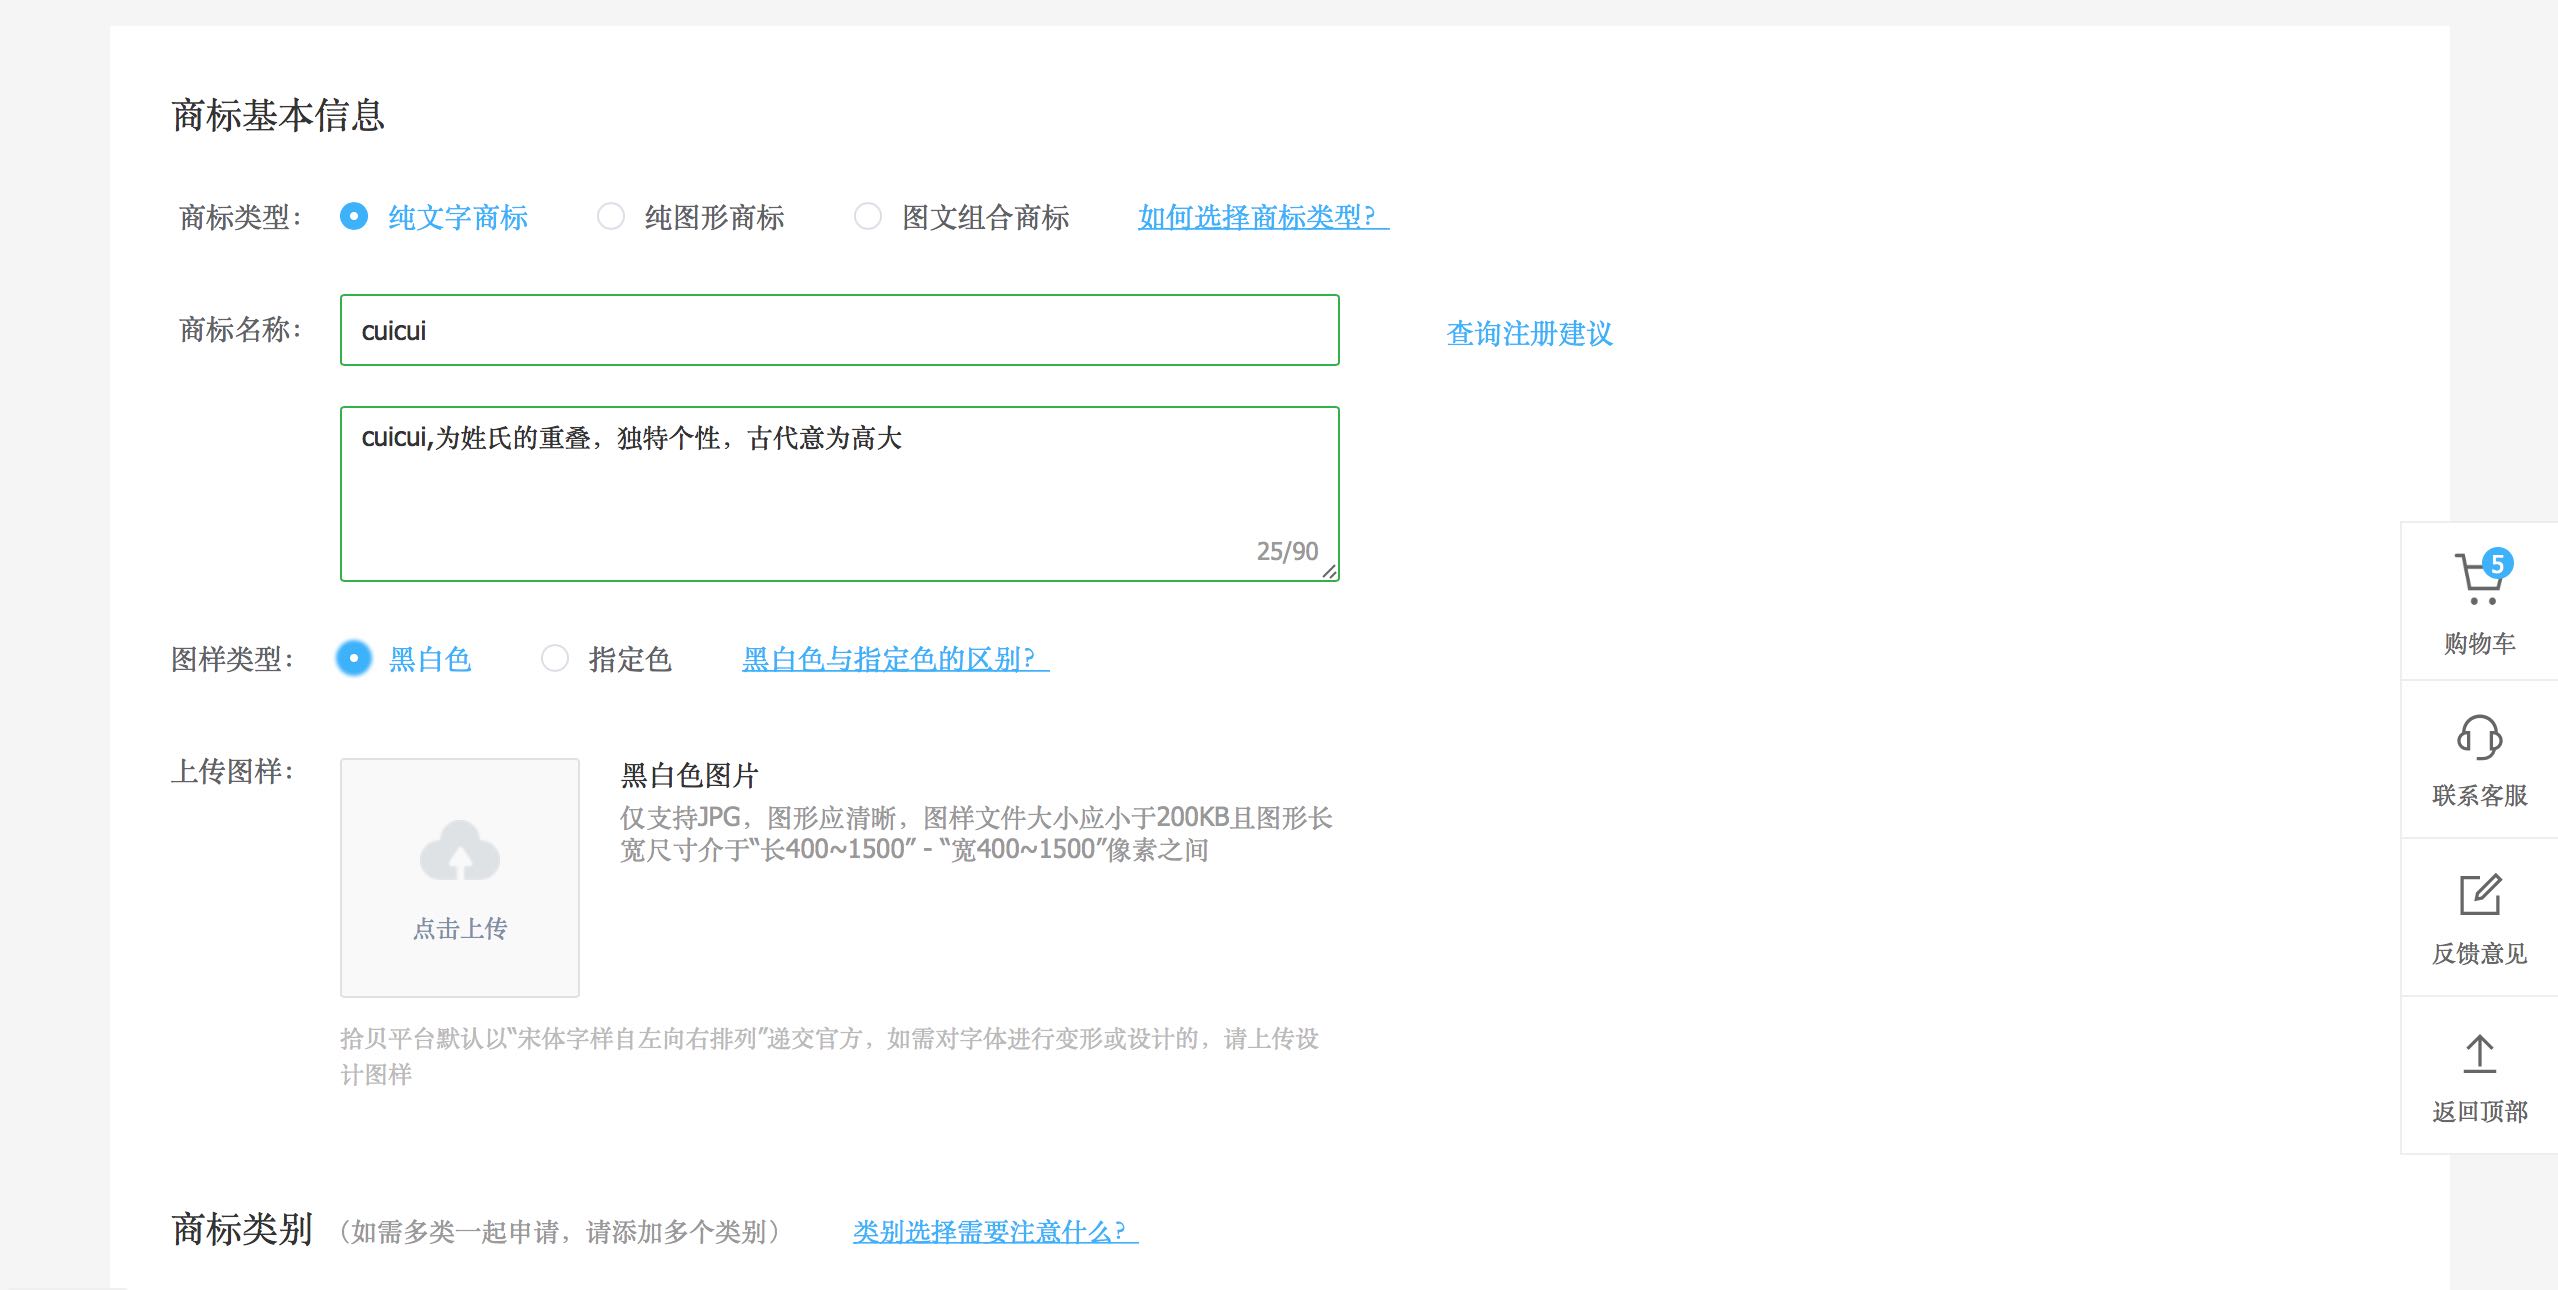 商标基本信息
商标类型： 纯文字商标 纯图形商标 图文组合商标 如何选择商标类型？
商标名称： cuicui 查询注册建议
cuicui,为姓氏的重叠，独特个性，古代意为高大
25/90
图样类型： 黑白色 指定色 黑白色与指定色的区别？
上传图样： 黑白色图片
仅支持JPG，图形应清晰，图样文件大小应小于200KB且图形长
宽尺寸介于“长400~1500” - “宽400~1500”像素之间
点击上传
拾贝平台默认以“宋体字样自左向右排列”递交官方，如需对字体进行变形或设计的，请上传设
计图样
商标类别 （如需多类一起申请，请添加多个类别） 类别选择需要注意什么？
5
购物车
联系客服
反馈意见
返回顶部